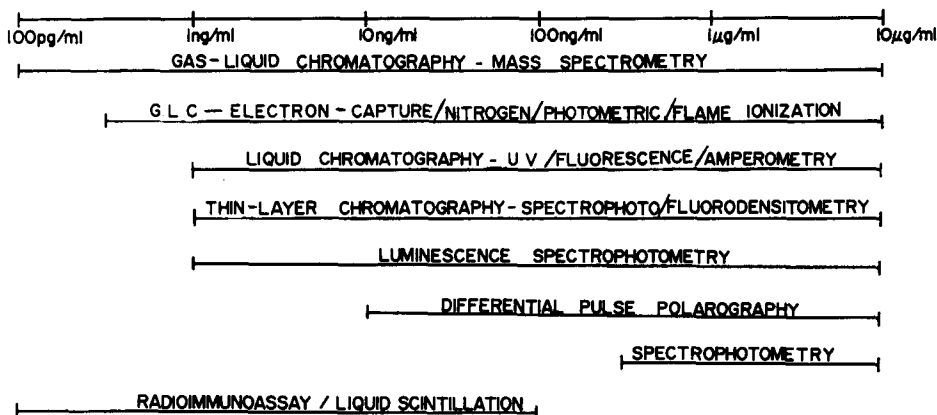 100pg/ml 1ng/ml 10ng/ml 100ng/ml 1μg/ml 10μg/ml
GAS-LIQUID CHROMATOGRAPHY - MASS SPECTROMETRY
G L C — ELECTRON - CAPTURE/NITROGEN/PHOTOMETRIC/FLAME IONIZATION
LIQUID CHROMATOGRAPHY - U V /FLUORESCENCE/AMPEROMETRY
THIN-LAYER CHROMATOGRAPHY-SPECTROPHOTO/FLUORODENSITOMETRY
LUMINESCENCE SPECTROPHOTOMETRY
DIFFERENTIAL PULSE POLAROGRAPHY
SPECTROPHOTOMETRY
RADIOIMMUNOASSAY / LIQUID SCINTILLATION